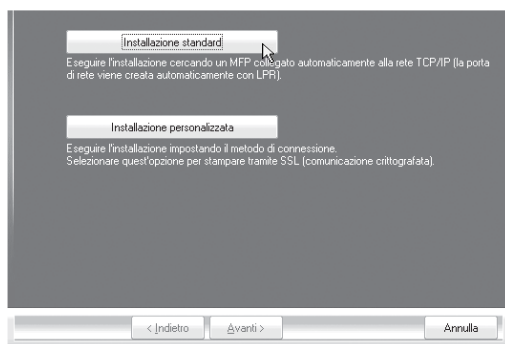 Installazione standard
Eseguire l'installazione cercando un MFP collegato automaticamente alla rete TCP/IP (la porta
di rete viene creata automaticamente con LPR).
Installazione personalizzata
Eseguire l'installazione impostando il metodo di connessione.
Selezionare quest'opzione per stampare tramite SSL (comunicazione crittografata).
< Indietro Avanti > Annulla